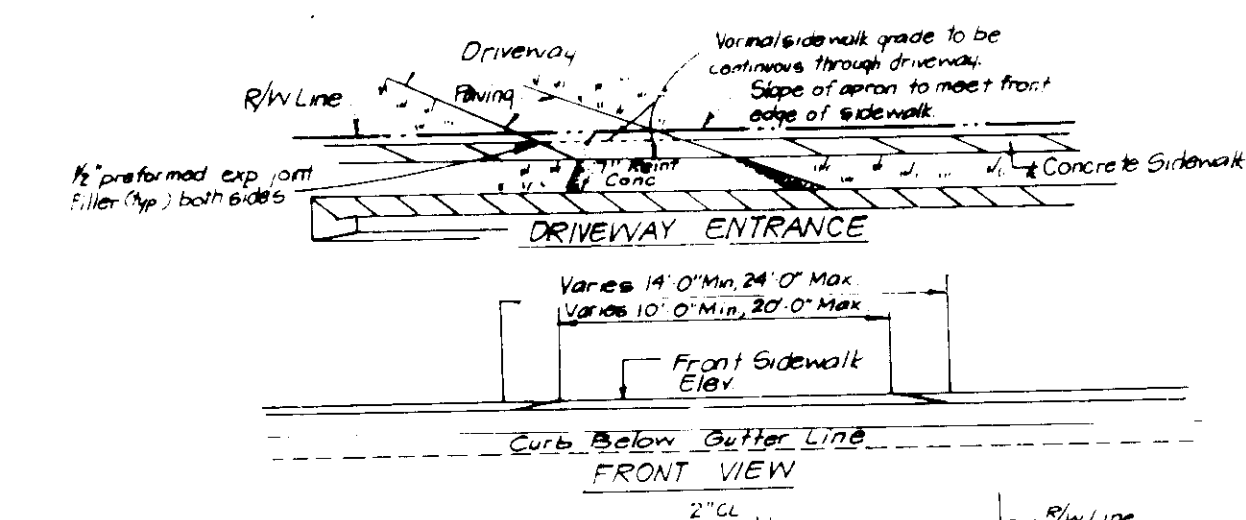 Driveway
Paving
R/W Line
Normal sidewalk grade to be
continuous through driveway.
Slope of apron to meet front
edge of sidewalk.
1/2" preformed exp joint
Filler (typ.) both sides
7" Reinf
Conc
Concrete Sidewalk
DRIVEWAY ENTRANCE
Varies 14'-0" Min, 24'-0" Max.
Varies 10'-0" Min, 20'-0" Max
Front Sidewalk
Elev.
Curb Below Gutter Line
FRONT VIEW
2" CL
R/W Line